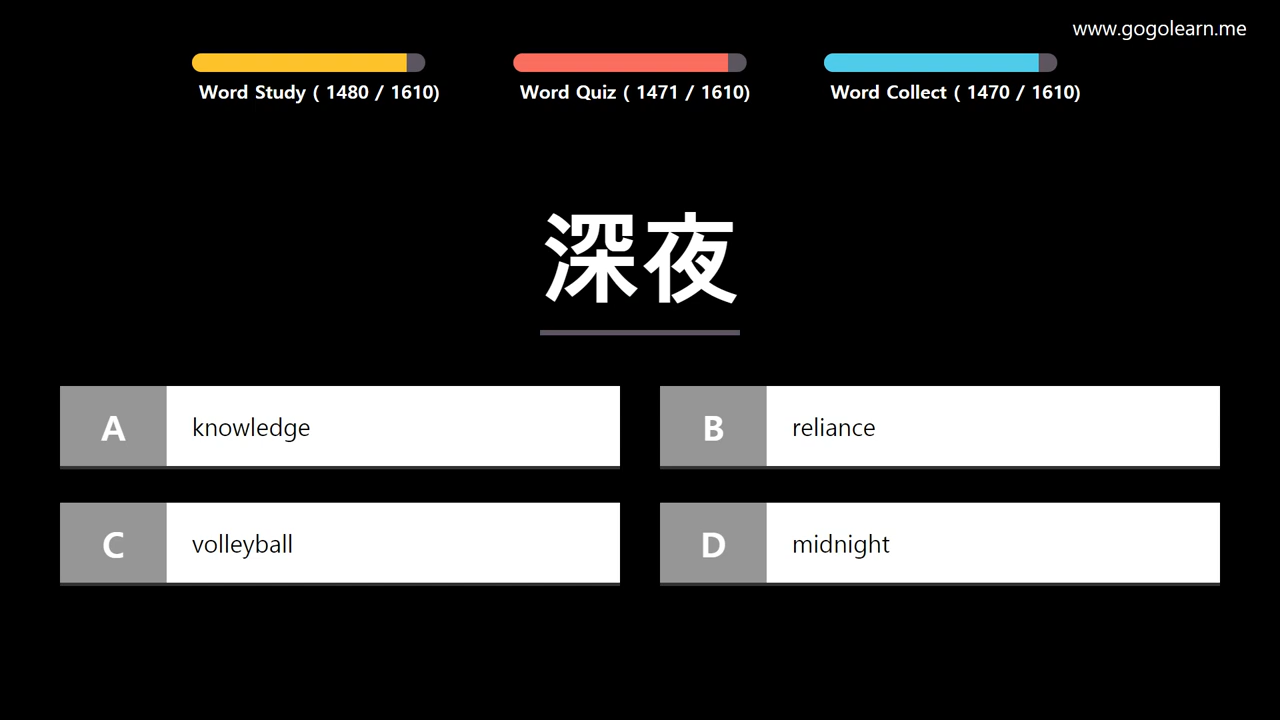 www.gogolearn.me
Word Study ( 1480 / 1610)
Word Quiz ( 1471 / 1610)
Word Collect ( 1470 / 1610)
深夜
A knowledge
B reliance
C volleyball
D midnight